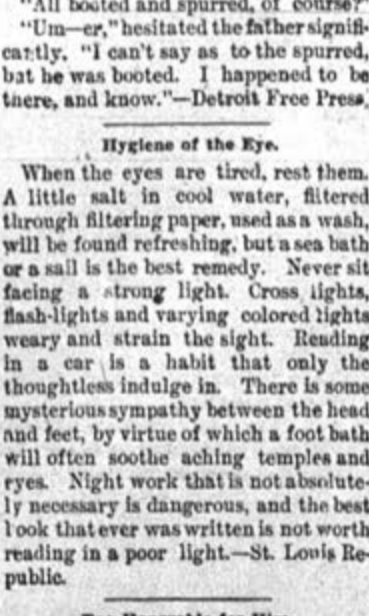 "All booted and spurred, of course?"
"Um—er," hesitated the father signifi-
cantly. "I can't say as to the spurred,
but he was booted. I happened to be
there, and know."—Detroit Free Press.
Hygiene of the Eye.
When the eyes are tired, rest them.
A little salt in cool water, filtered
through filtering paper, used as a wash,
will be found refreshing, but a sea bath
or a sail is the best remedy. Never sit
facing a strong light. Cross lights,
flash-lights and varying colored lights
weary and strain the sight. Reading
in a car is a habit that only the
thoughtless indulge in. There is some
mysterious sympathy between the head
and feet, by virtue of which a foot bath
will often soothe aching temples and
eyes. Night work that is not absolute-
ly necessary is dangerous, and the best
book that ever was written is not worth
reading in a poor light.—St. Louis Re-
public.